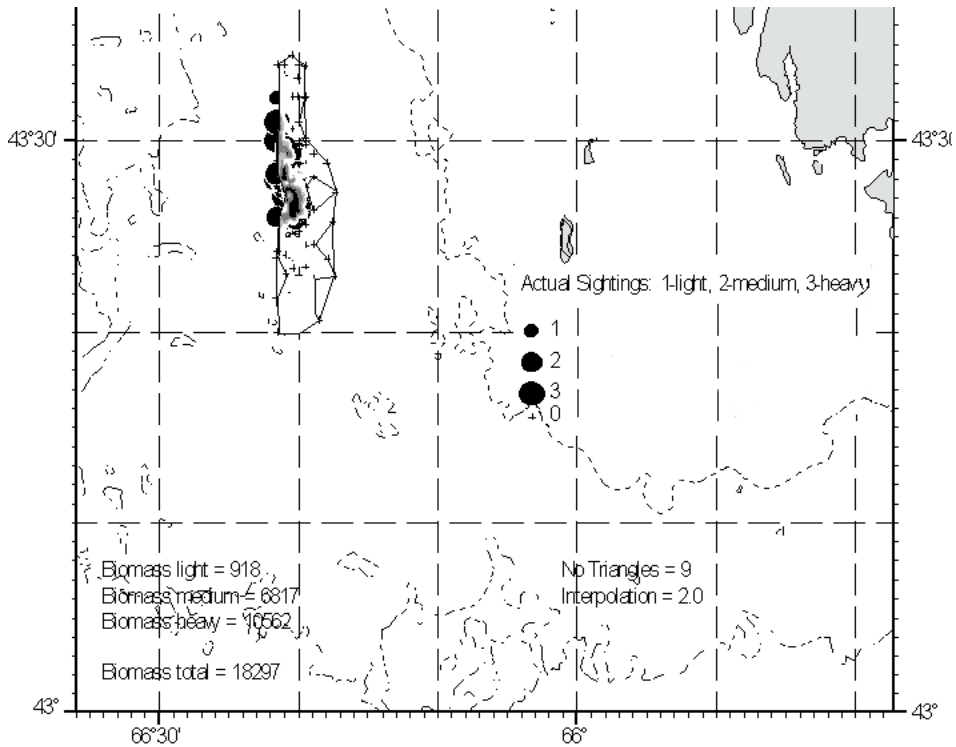 43°30'
43°30
Actual Sightings: 1-light, 2-medium, 3-heavy
1
2
3
0
Biomass light = 918
Biomass medium = 6817
Biomass heavy = 10562
Biomass total = 18297
No Triangles = 9
Interpolation = 2.0
43°
43°
66°30'
66°